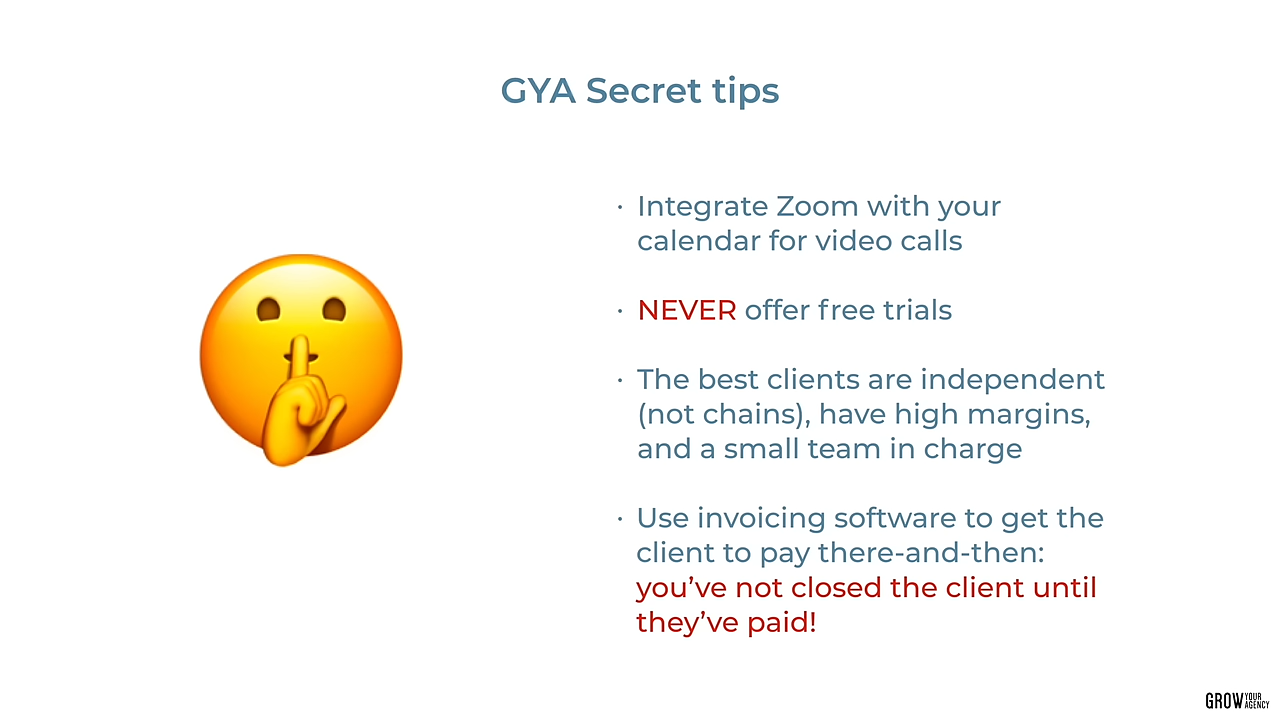 GYA Secret tips
· Integrate Zoom with your
calendar for video calls
· NEVER offer free trials
· The best clients are independent
(not chains), have high margins,
and a small team in charge
· Use invoicing software to get the
client to pay there-and-then:
you’ve not closed the client until
they’ve paid!
GROW YOUR AGENCY